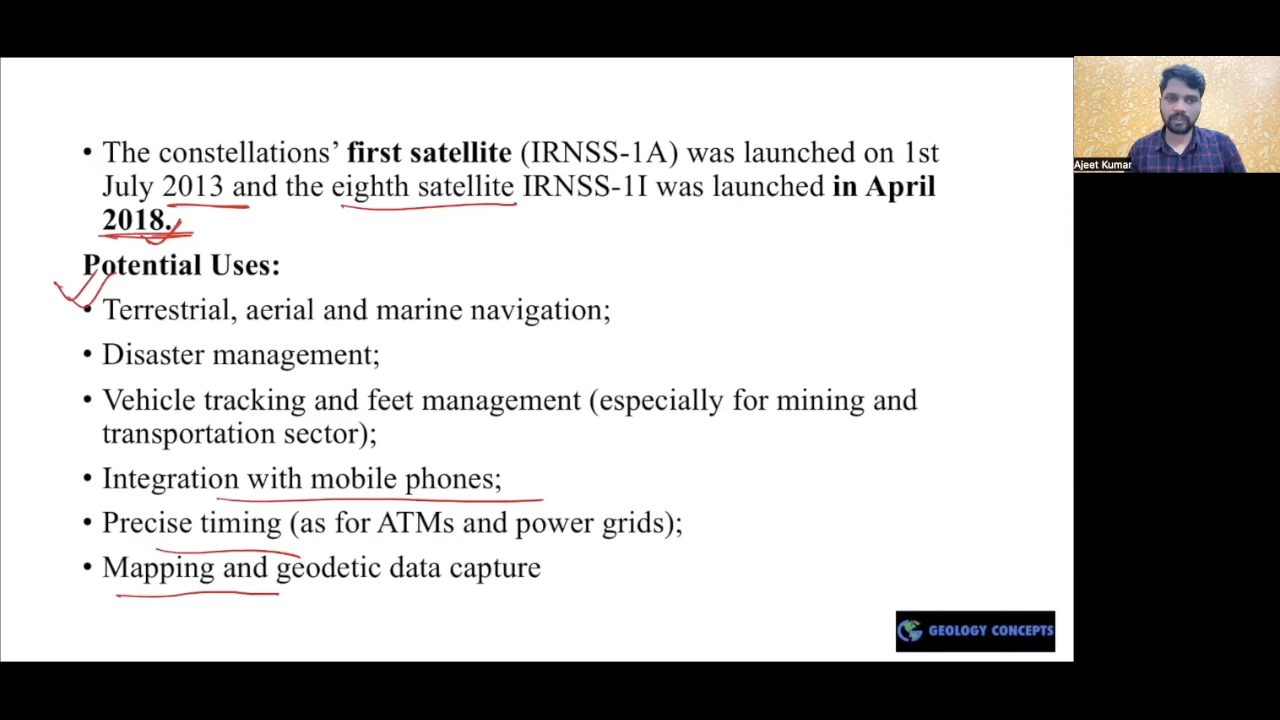 • The constellations’ first satellite (IRNSS-1A) was launched on 1st
July 2013 and the eighth satellite IRNSS-1I was launched in April
2018.
Potential Uses:
• Terrestrial, aerial and marine navigation;
• Disaster management;
• Vehicle tracking and feet management (especially for mining and
transportation sector);
• Integration with mobile phones;
• Precise timing (as for ATMs and power grids);
• Mapping and geodetic data capture
GEOLOGY CONCEPTS
Ajeet Kumar